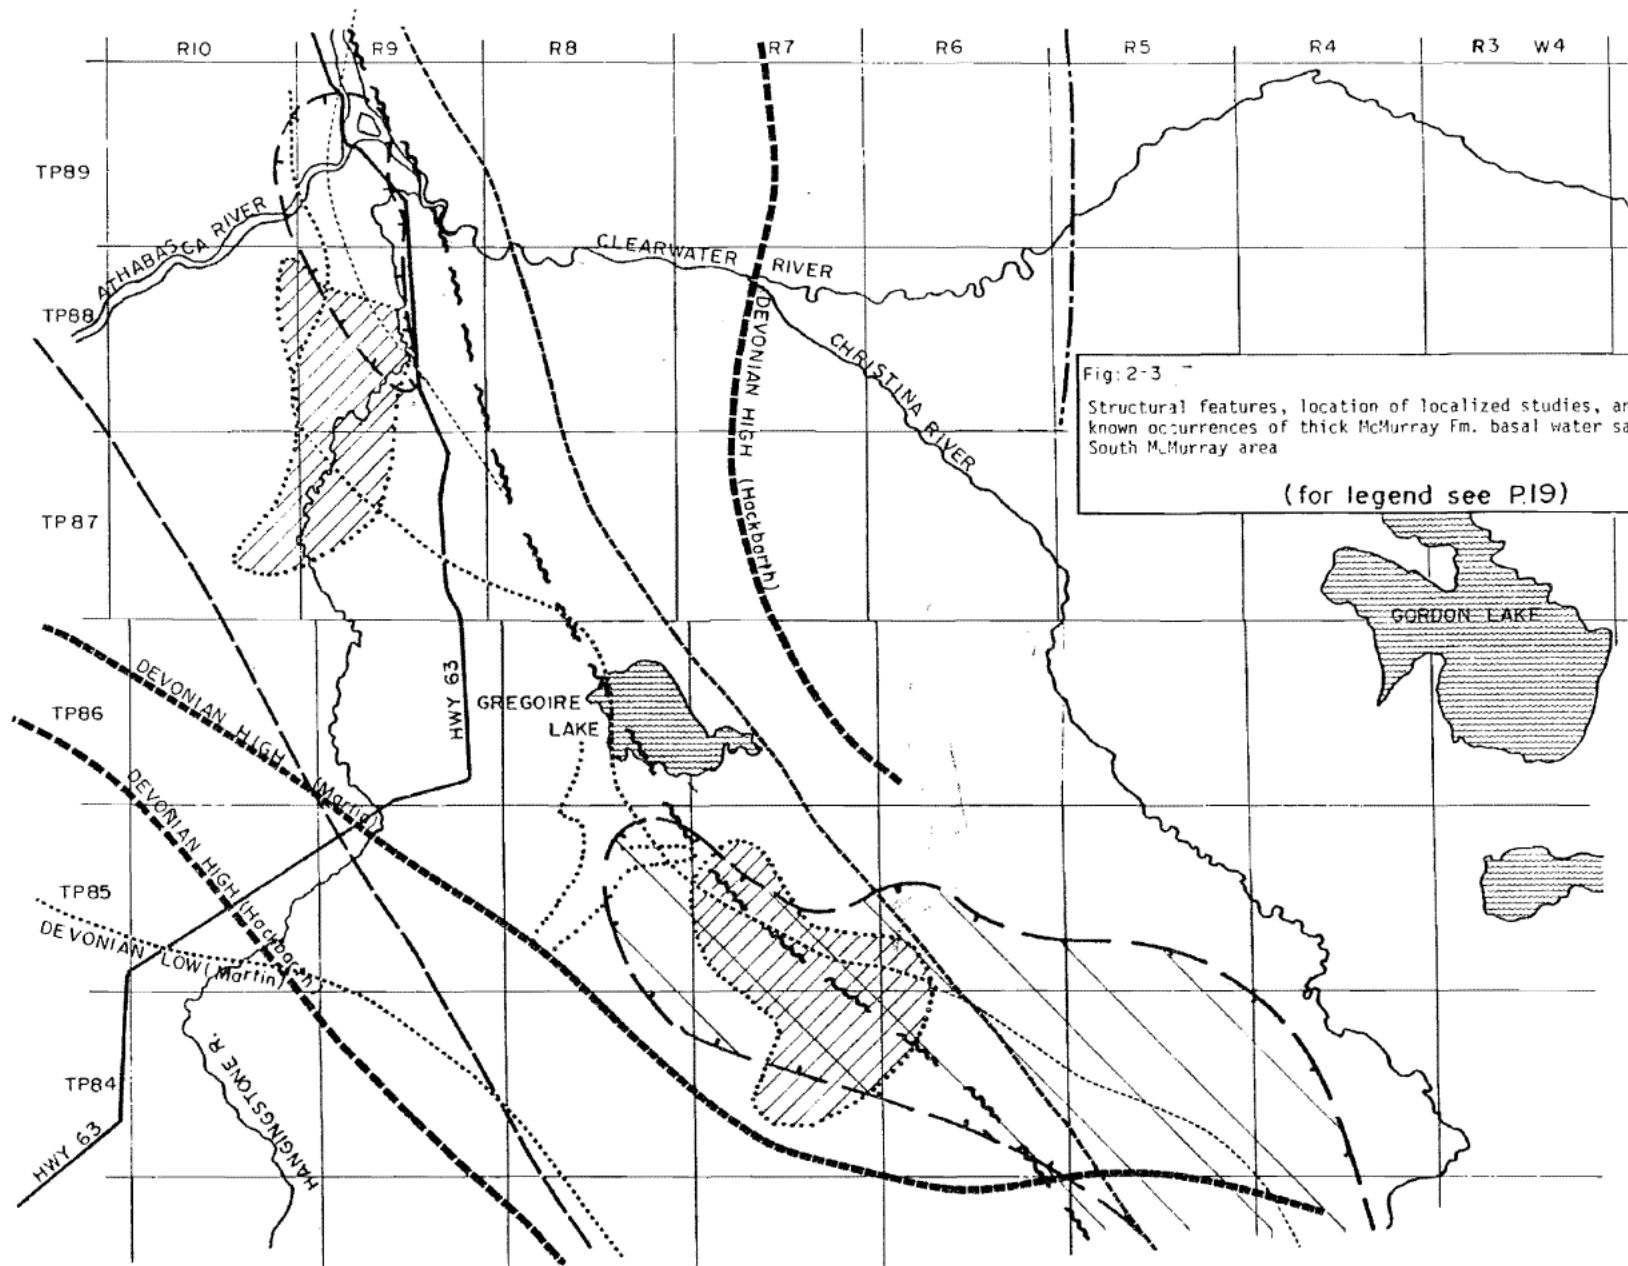 R10
R9
R8
R7
R6
R5
R4
R3 W4
TP89
ATHABASCA RIVER
CLEARWATER RIVER
TP88
DEVONIAN HIGH (Hackbarth)
CHRISTINA RIVER
Fig: 2-3
Structural features, location of localized studies, an
known occurrences of thick McMurray Fm. basal water sa
South McMurray area
(for legend see P.19)
TP87
GORDON LAKE
HWY 63
GREGOIRE
LAKE
TP86
DEVONIAN HIGH (Martin)
DEVONIAN HIGH (Hackbarth)
TP85
DEVONIAN LOW (Martin)
TP84
HANGINGSTONE R.
HWY 63